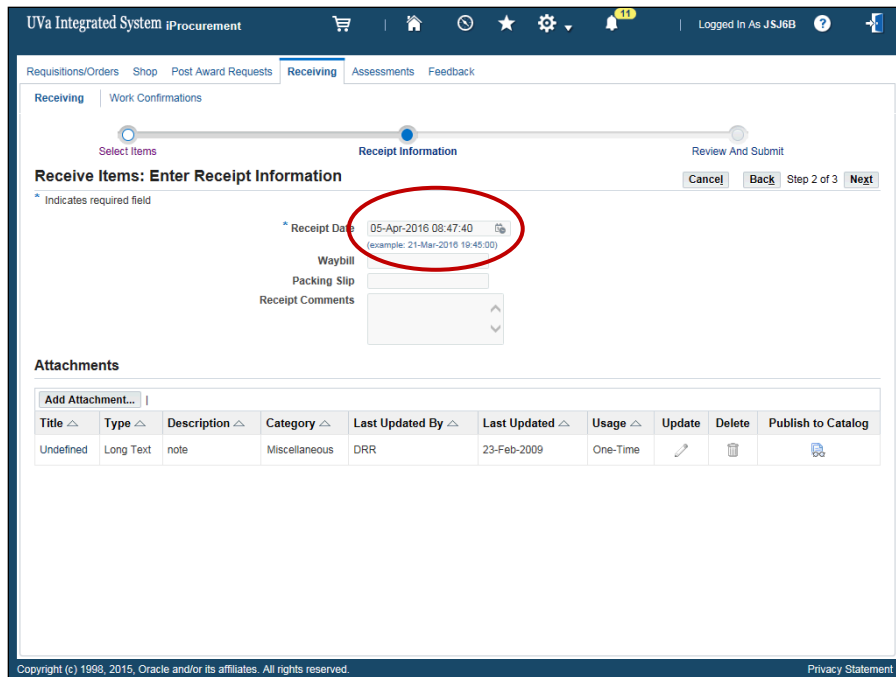 UVa Integrated System iProcurement 11 Logged In As JSJ6B ?
Requisitions/Orders Shop Post Award Requests Receiving Assessments Feedback
Receiving Work Confirmations
Select Items Receipt Information Review And Submit
Receive Items: Enter Receipt Information Cancel Back Step 2 of 3 Next
* Indicates required field
* Receipt Date 05-Apr-2016 08:47:40
(example: 21-Mar-2016 19:45:00)
Waybill
Packing Slip
Receipt Comments
Attachments
Add Attachment... |
Title Type Description Category Last Updated By Last Updated Usage Update Delete Publish to Catalog
Undefined Long Text note Miscellaneous DRR 23-Feb-2009 One-Time
Copyright (c) 1998, 2015, Oracle and/or its affiliates. All rights reserved. Privacy Statement